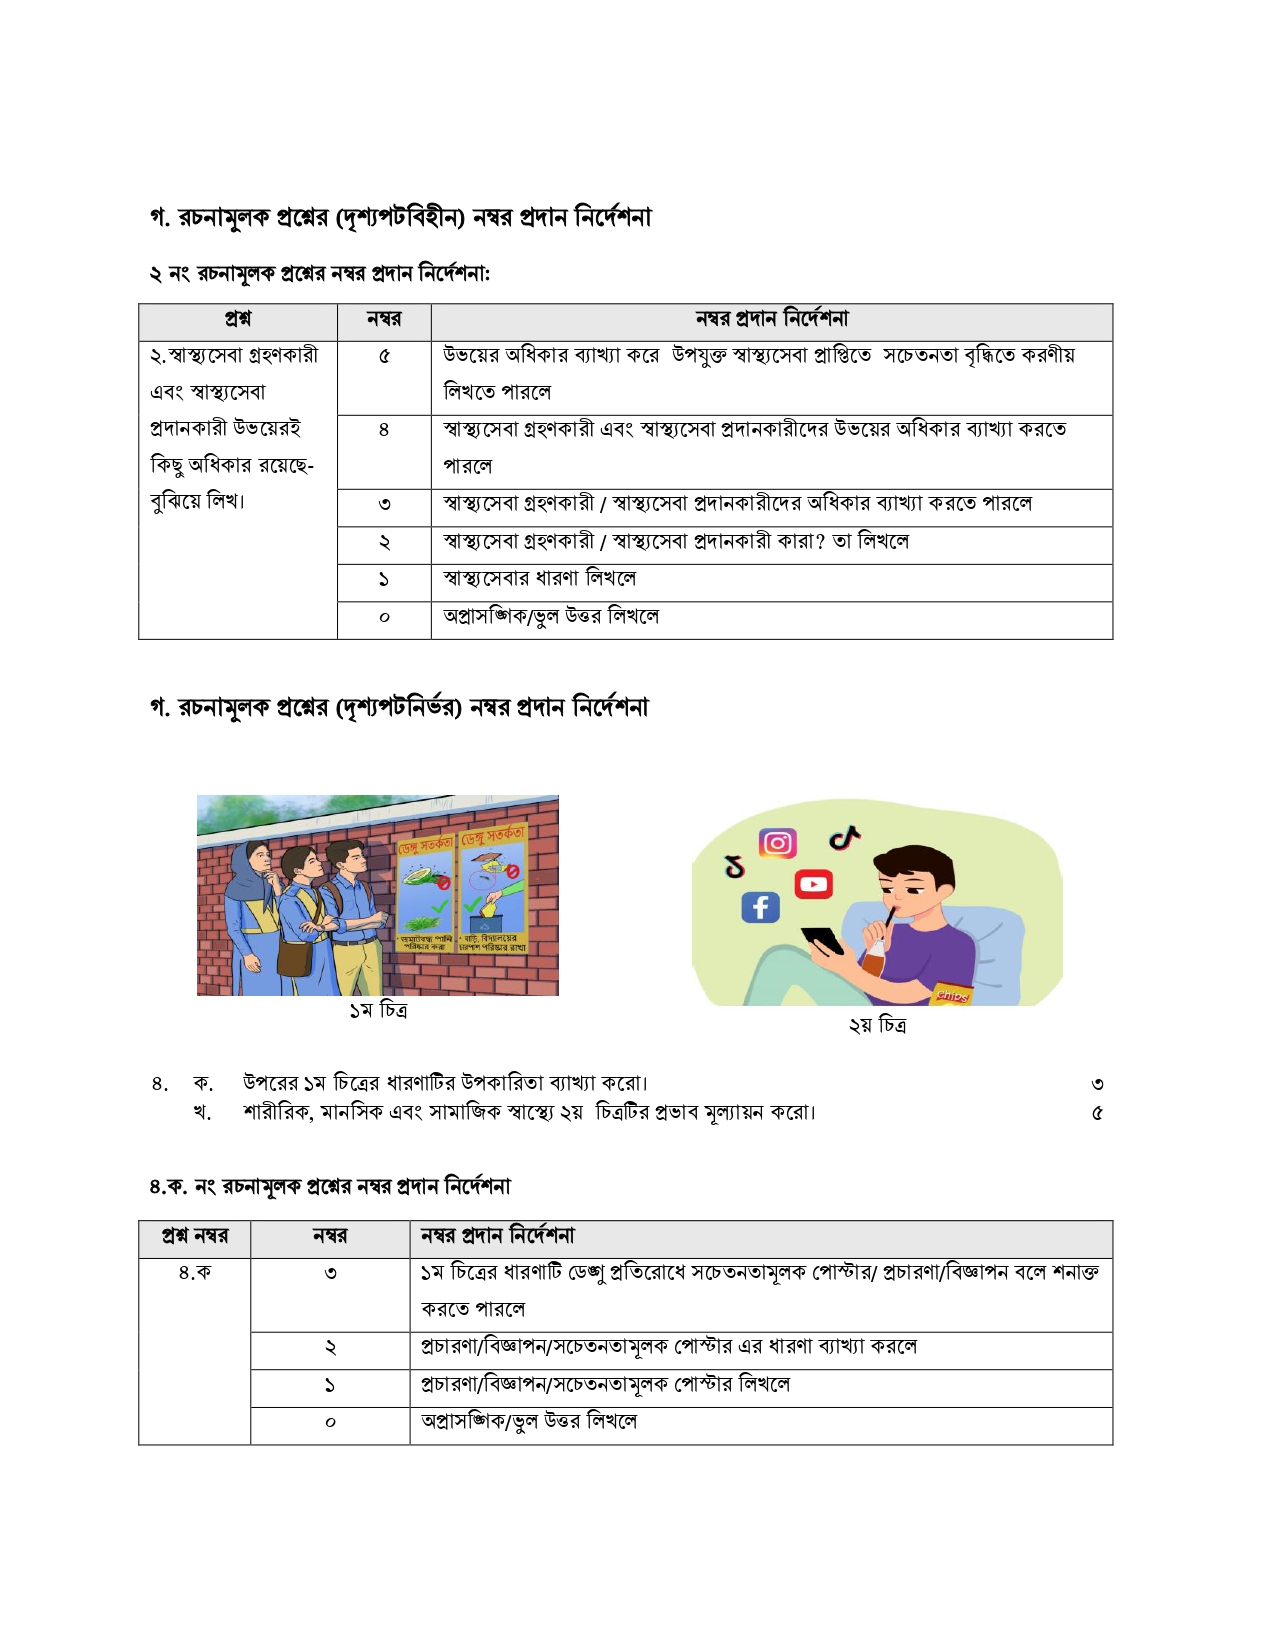 গ. রচনামূলক প্রশ্নের (দৃশ্যপটবিহীন) নম্বর প্রদান নির্দেশনা
২ নং রচনামূলক প্রশ্নের নম্বর প্রদান নির্দেশনা:
প্রশ্ন নম্বর নম্বর প্রদান নির্দেশনা
২.স্বাস্থ্যসেবা গ্রহণকারী
এবং স্বাস্থ্যসেবা
প্রদানকারী উভয়েরই
কিছু অধিকার রয়েছে-
বুঝিয়ে লিখ।
৫ উভয়ের অধিকার ব্যাখ্যা করে উপযুক্ত স্বাস্থ্যসেবা প্রাপ্তিতে সচেতনতা বৃদ্ধিতে করণীয়
লিখতে পারলে
৪ স্বাস্থ্যসেবা গ্রহণকারী এবং স্বাস্থ্যসেবা প্রদানকারীদের উভয়ের অধিকার ব্যাখ্যা করতে
পারলে
৩ স্বাস্থ্যসেবা গ্রহণকারী / স্বাস্থ্যসেবা প্রদানকারীদের অধিকার ব্যাখ্যা করতে পারলে
২ স্বাস্থ্যসেবা গ্রহণকারী / স্বাস্থ্যসেবা প্রদানকারী কারা? তা লিখলে
১ স্বাস্থ্যসেবার ধারণা লিখলে
০ অপ্রাসঙ্গিক/ভুল উত্তর লিখলে
গ. রচনামূলক প্রশ্নের (দৃশ্যপটনির্ভর) নম্বর প্রদান নির্দেশনা
ডেঙ্গু সতর্কতা
জমাটবদ্ধ পানি
পরিষ্কার করা
ডেঙ্গু সতর্কতা
বাড়ি, বিদ্যালয়ের
চারপাশ পরিষ্কার রাখা
chips
১ম চিত্র
২য় চিত্র
৪. ক. উপরের ১ম চিত্রের ধারণাটির উপকারিতা ব্যাখ্যা করো। ৩
খ. শারীরিক, মানসিক এবং সামাজিক স্বাস্থ্যে ২য় চিত্রটির প্রভাব মূল্যায়ন করো। ৫
৪.ক. নং রচনামূলক প্রশ্নের নম্বর প্রদান নির্দেশনা
প্রশ্ন নম্বর নম্বর নম্বর প্রদান নির্দেশনা
৪.ক ৩ ১ম চিত্রের ধারণাটি ডেঙ্গু প্রতিরোধে সচেতনতামূলক পোস্টার/ প্রচারণা/বিজ্ঞাপন বলে শনাক্ত
করতে পারলে
২ প্রচারণা/বিজ্ঞাপন/সচেতনতামূলক পোস্টার এর ধারণা ব্যাখ্যা করলে
১ প্রচারণা/বিজ্ঞাপন/সচেতনতামূলক পোস্টার লিখলে
০ অপ্রাসঙ্গিক/ভুল উত্তর লিখলে